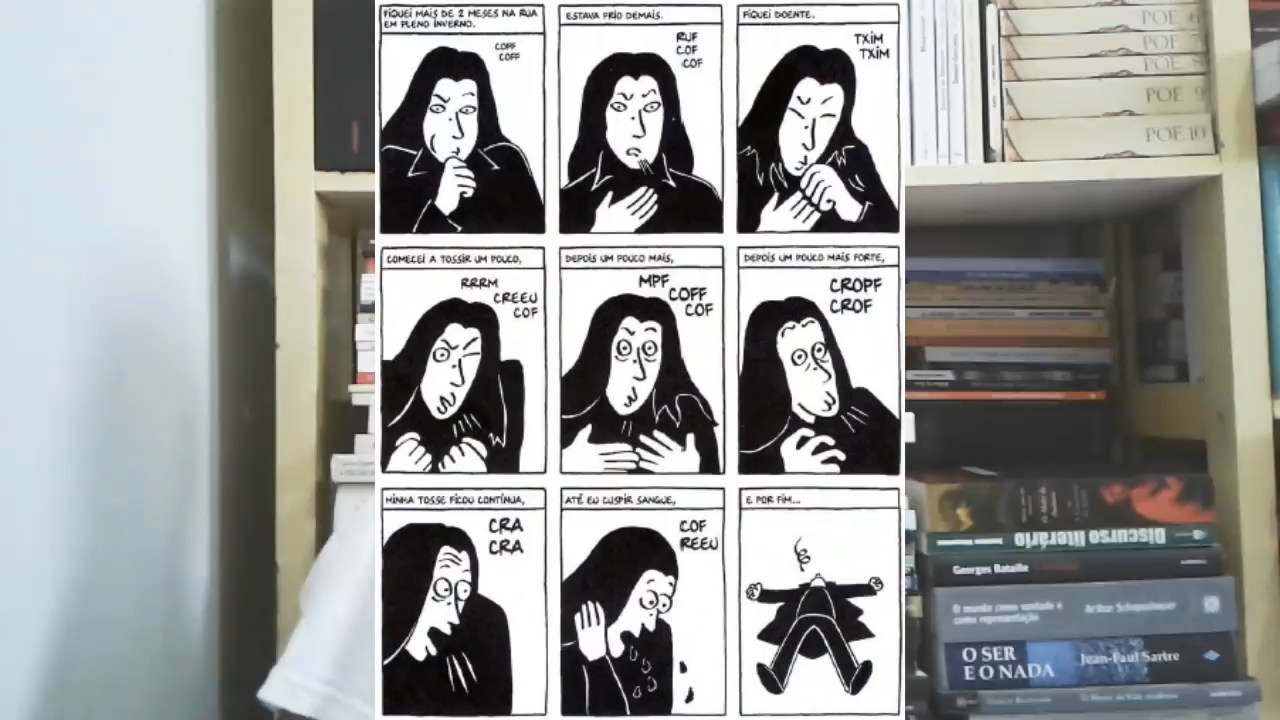 FIQUEI MAIS DE 2 MESES NA RUA
EM PLENO INVERNO.
COFF
COFF
ESTAVA FRIO DEMAIS.
RUF
COF
COF
FIQUEI DOENTE.
TXIM
TXIM
COMECEI A TOSSIR UM POUCO,
RRRM
CREEU
COF
DEPOIS UM POUCO MAIS,
MPF
COFF
COF
DEPOIS UM POUCO MAIS FORTE,
CROPF
CROF
MINHA TOSSE FICOU CONTÍNUA,
CRA
CRA
ATÉ EU CUSPIR SANGUE,
COF
REEU
E POR FIM...
POE
POE
POE
POE 9
POE 10
Discurso literário
Georges Bataille
O mundo como vontade e
como representação
Arthur Schopenhauer
O SER
E O NADA
Jean-Paul Sartre